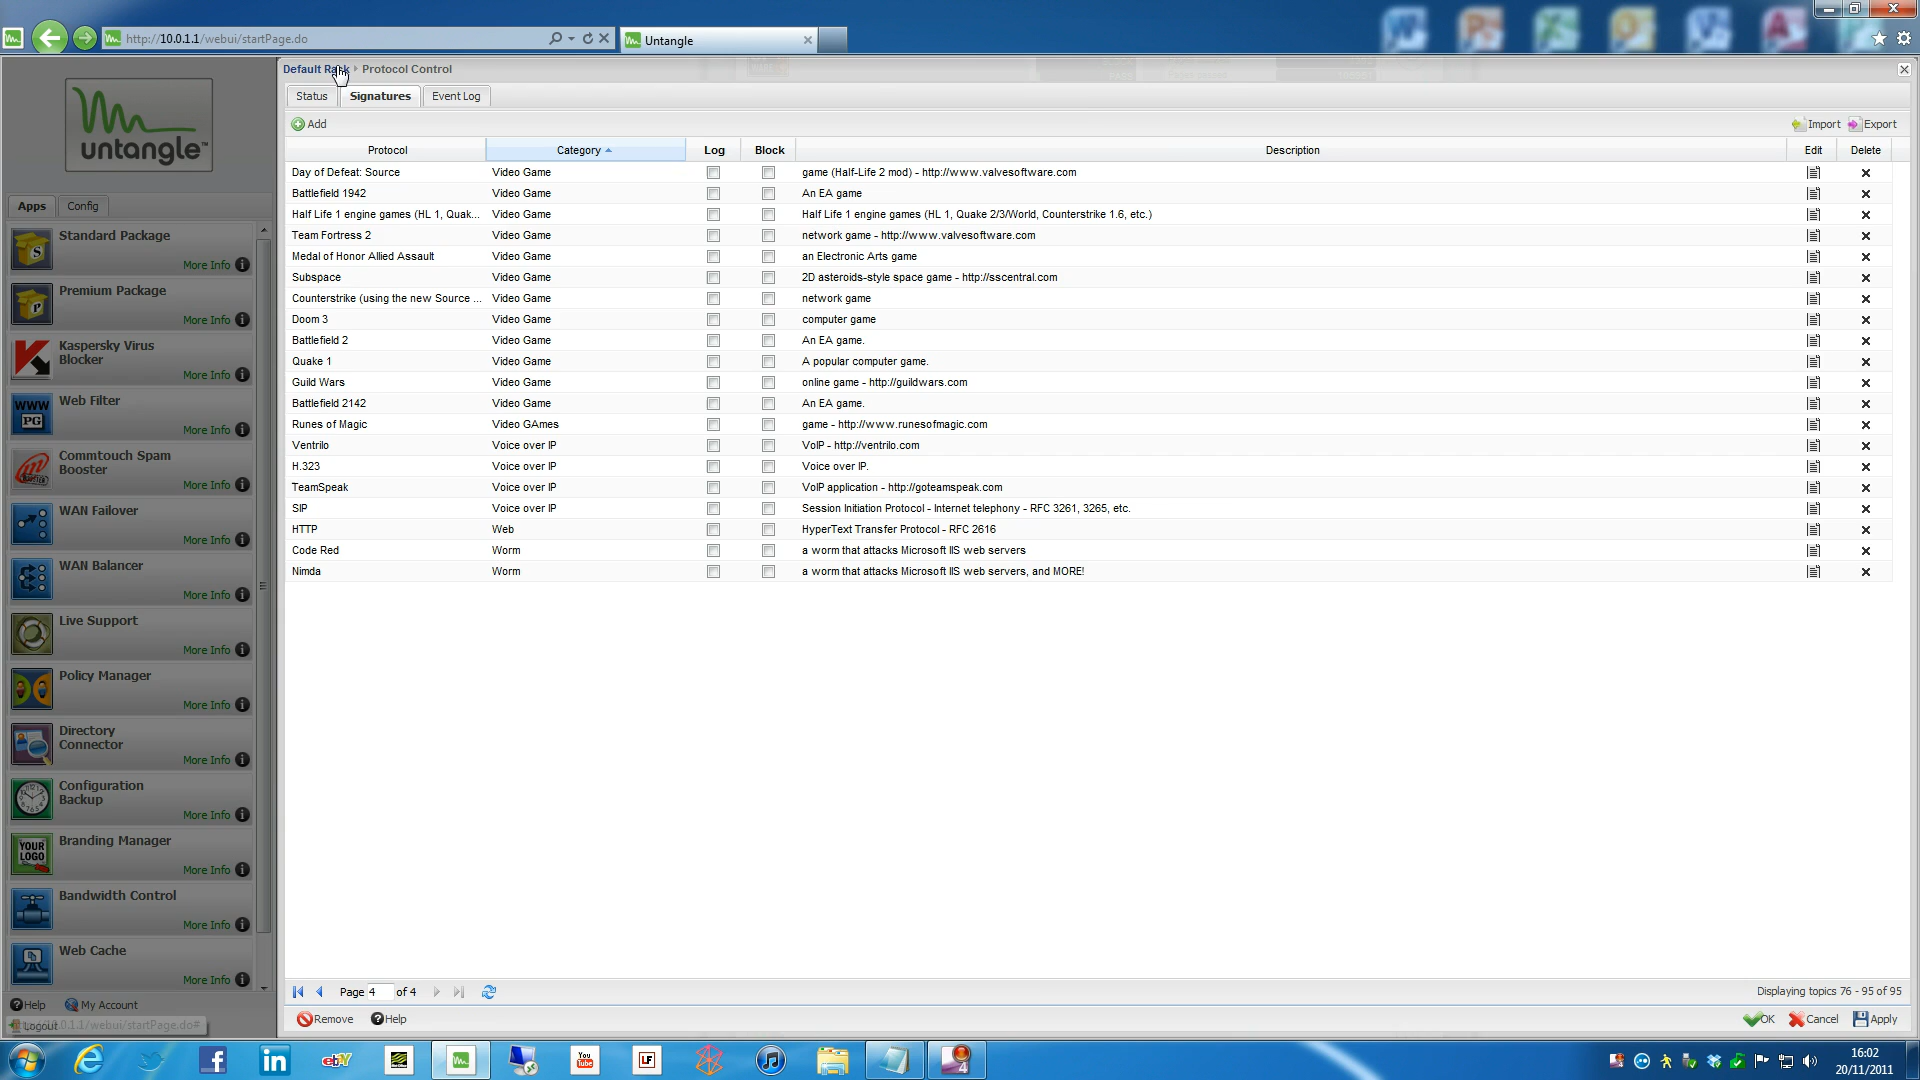 http://10.0.1.1/webui/startPage.do
Untangle
Default Rack
Protocol Control
untangle™
Status
Signatures
Event Log
Add
Import
Export
Apps
Config
Protocol Category Log Block Description Edit Delete
Day of Defeat: Source Video Game game (Half-Life 2 mod) - http://www.valvesoftware.com
Battlefield 1942 Video Game An EA game
Half Life 1 engine games (HL 1, Quak... Video Game Half Life 1 engine games (HL 1, Quake 2/3/World, Counterstrike 1.6, etc.)
Team Fortress 2 Video Game network game - http://www.valvesoftware.com
Medal of Honor Allied Assault Video Game an Electronic Arts game
Subspace Video Game 2D asteroids-style space game - http://sscentral.com
Counterstrike (using the new Source ... Video Game network game
Doom 3 Video Game computer game
Battlefield 2 Video Game An EA game.
Quake 1 Video Game A popular computer game.
Guild Wars Video Game online game - http://guildwars.com
Battlefield 2142 Video Game An EA game.
Runes of Magic Video GAmes game - http://www.runesofmagic.com
Ventrilo Voice over IP VoIP - http://ventrilo.com
H.323 Voice over IP Voice over IP.
TeamSpeak Voice over IP VoIP application - http://goteamspeak.com
SIP Voice over IP Session Initiation Protocol - Internet telephony - RFC 3261, 3265, etc.
HTTP Web HyperText Transfer Protocol - RFC 2616
Code Red Worm a worm that attacks Microsoft IIS web servers
Nimda Worm a worm that attacks Microsoft IIS web servers, and MORE!
Standard Package
More Info
Premium Package
More Info
Kaspersky Virus
Blocker
More Info
WWW
PG
Web Filter
More Info
Commtouch Spam
Booster
More Info
WAN Failover
More Info
WAN Balancer
More Info
Live Support
More Info
Policy Manager
More Info
Directory
Connector
More Info
Configuration
Backup
More Info
YOUR
LOGO
Branding Manager
More Info
Bandwidth Control
More Info
Web Cache
More Info
Page 4 of 4
Displaying topics 76 - 95 of 95
Help
My Account
Logout
Remove
Help
OK
Cancel
Apply
ebY
You
Tube
LF
4
16:02
20/11/2011